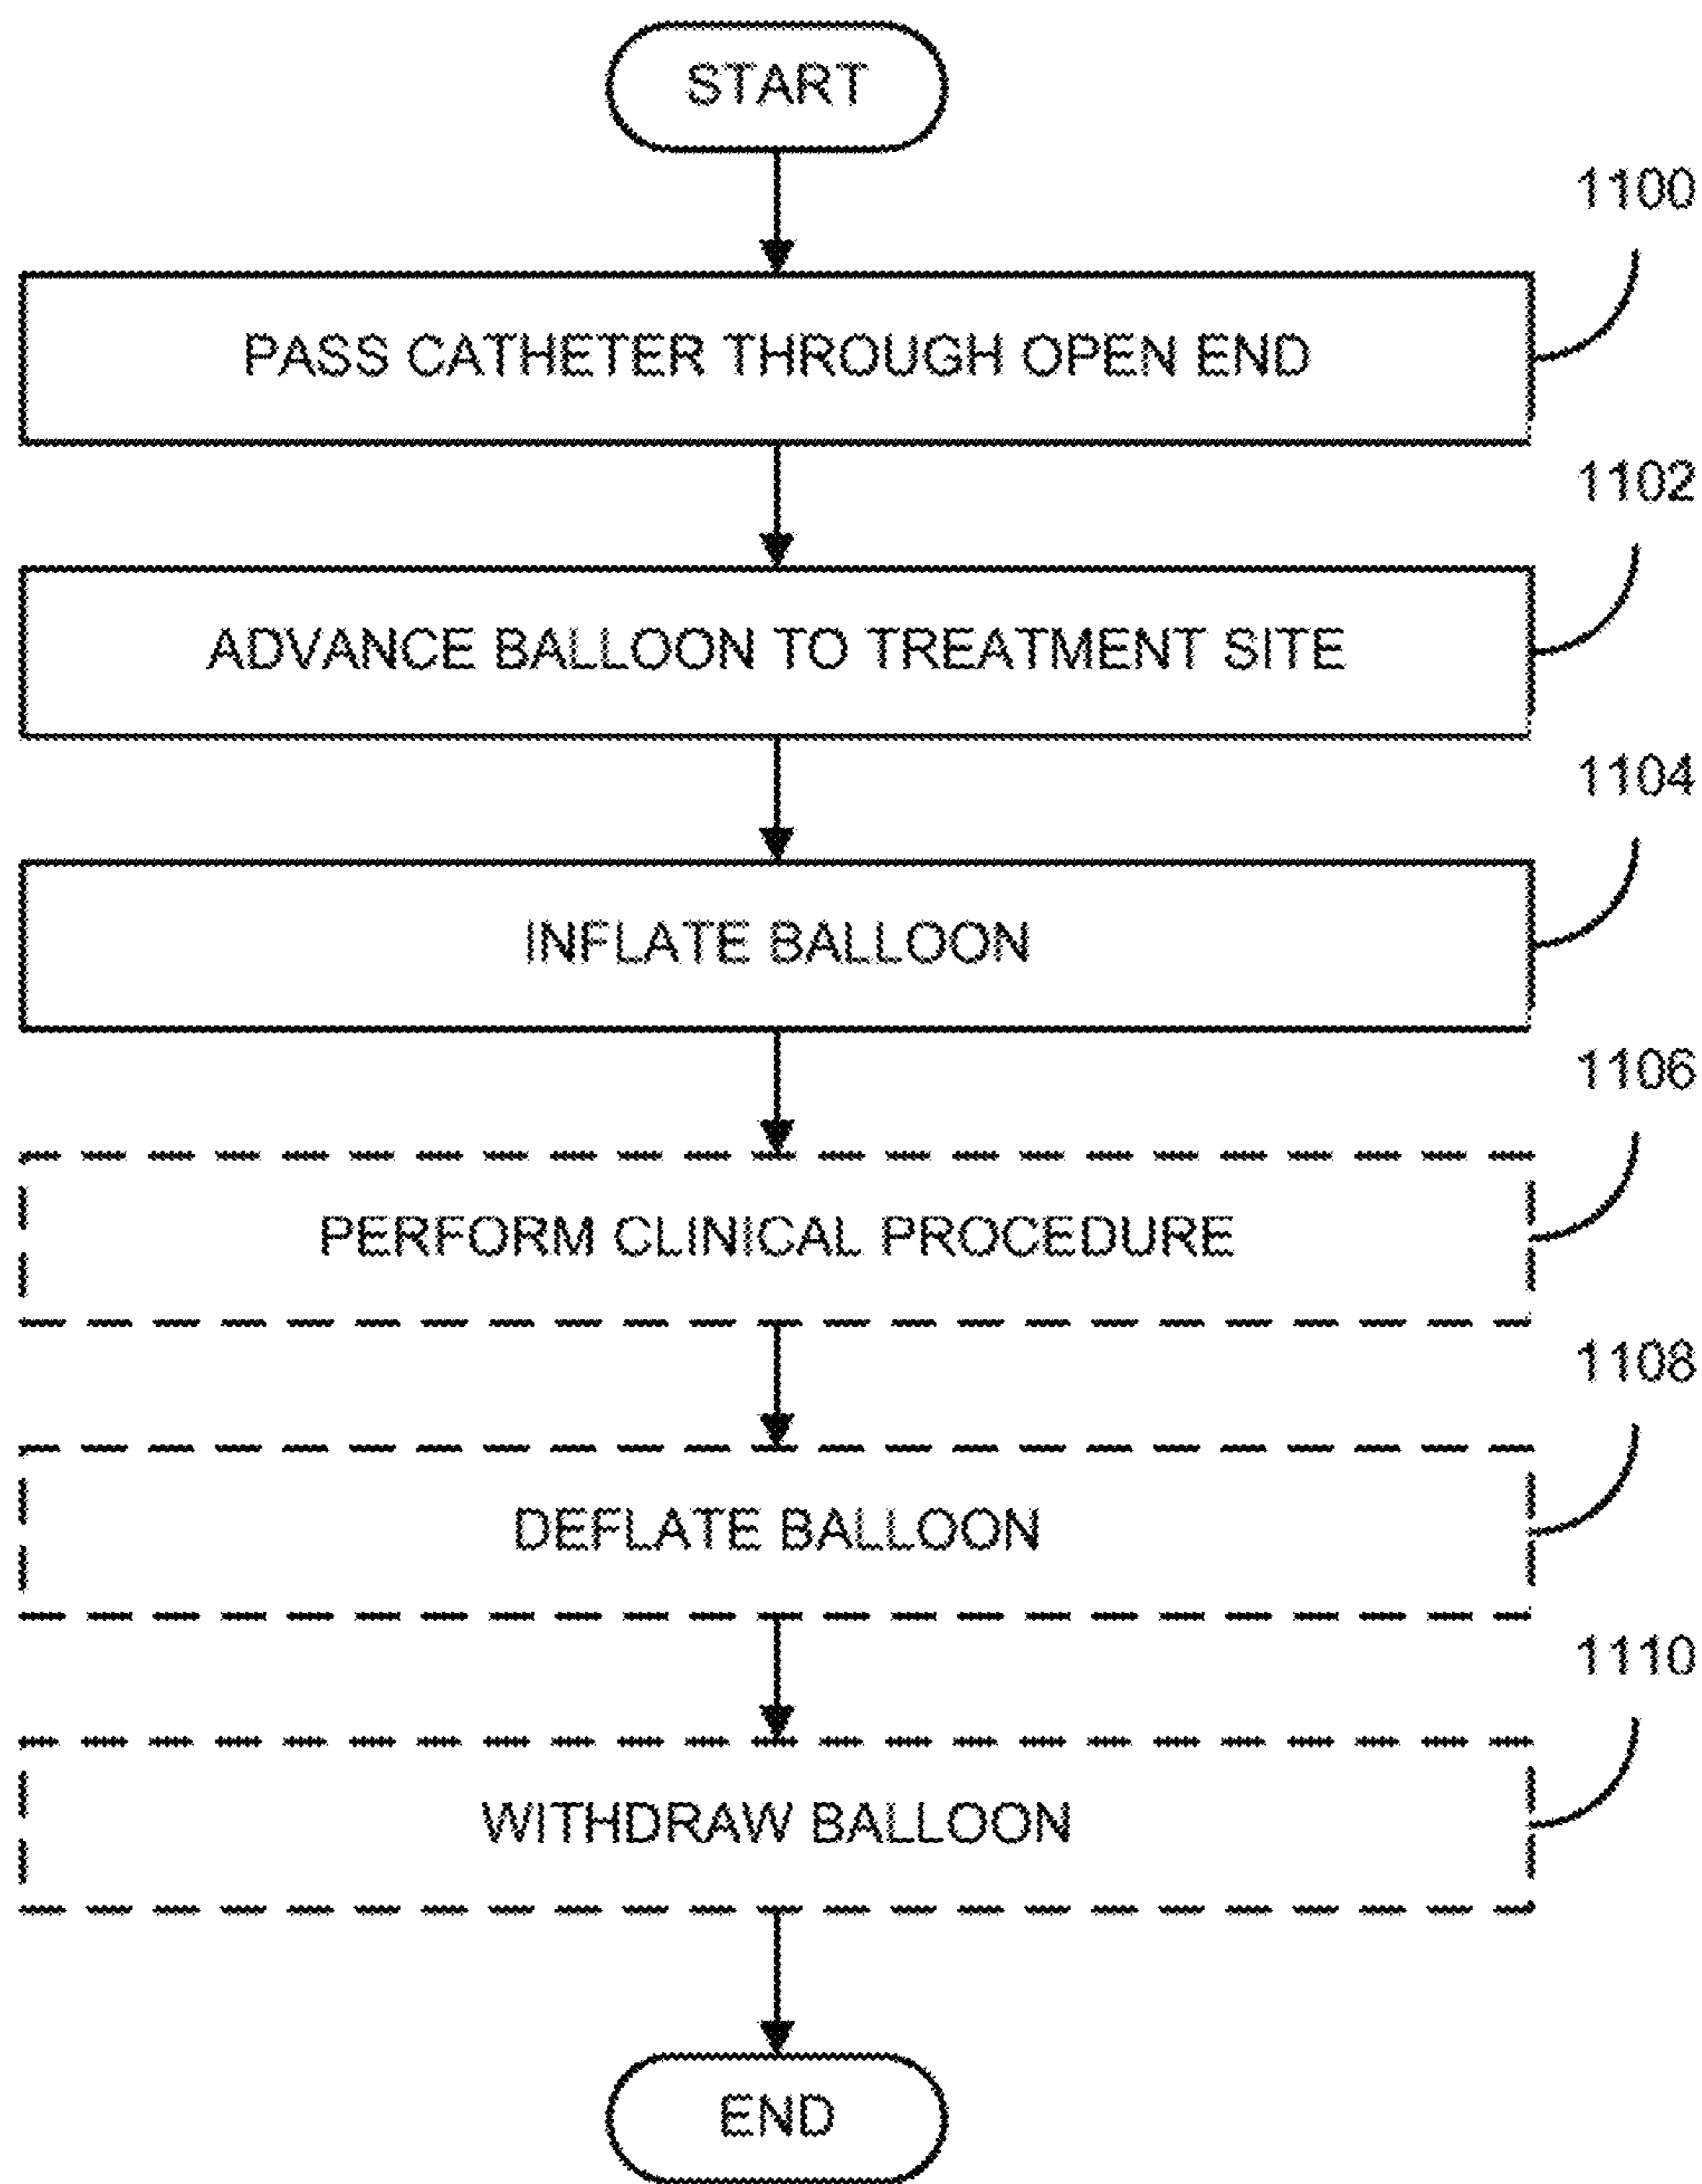 START
1100
PASS CATHETER THROUGH OPEN END
1102
ADVANCE BALLOON TO TREATMENT SITE
1104
INFLATE BALLOON
1106
PERFORM CLINICAL PROCEDURE
1108
DEFLATE BALLOON
1110
WITHDRAW BALLOON
END